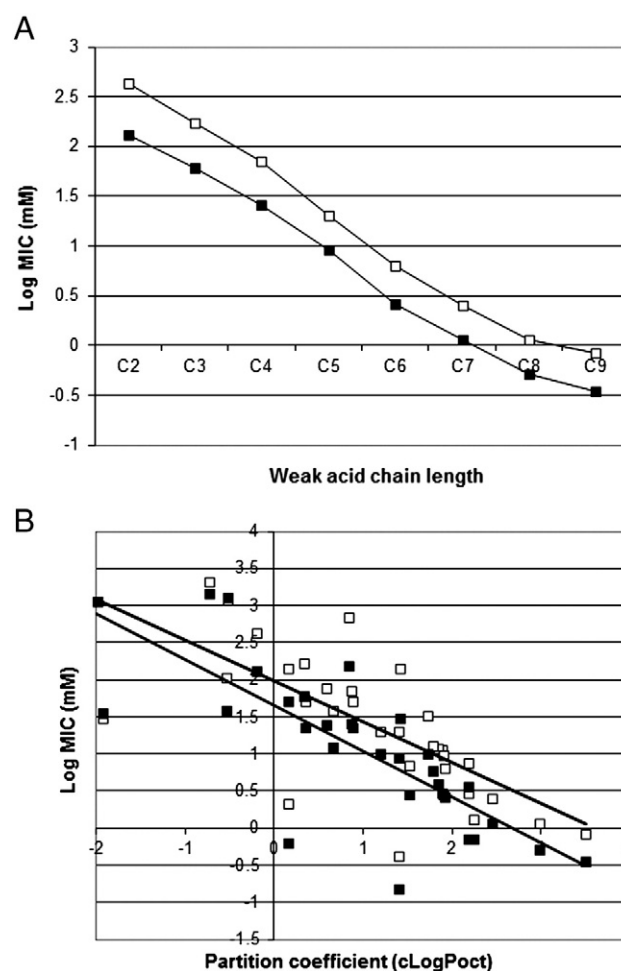 A
3
2.5
2
1.5
1
0.5
0
-0.5
-1
Log MIC (mM)
C2 C3 C4 C5 C6 C7 C8 C9
Weak acid chain length
B
4
3.5
3
2.5
2
1.5
1
0.5
0
-0.5
-1
-1.5
Log MIC (mM)
-2 -1 0 1 2
Partition coefficient (cLogPoct)